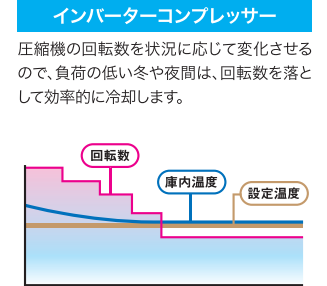 インバーターコンプレッサー
圧縮機の回転数を状況に応じて変化させる
ので、負荷の低い冬や夜間は、回転数を落と
して効率的に冷却します。
回転数
庫内温度
設定温度